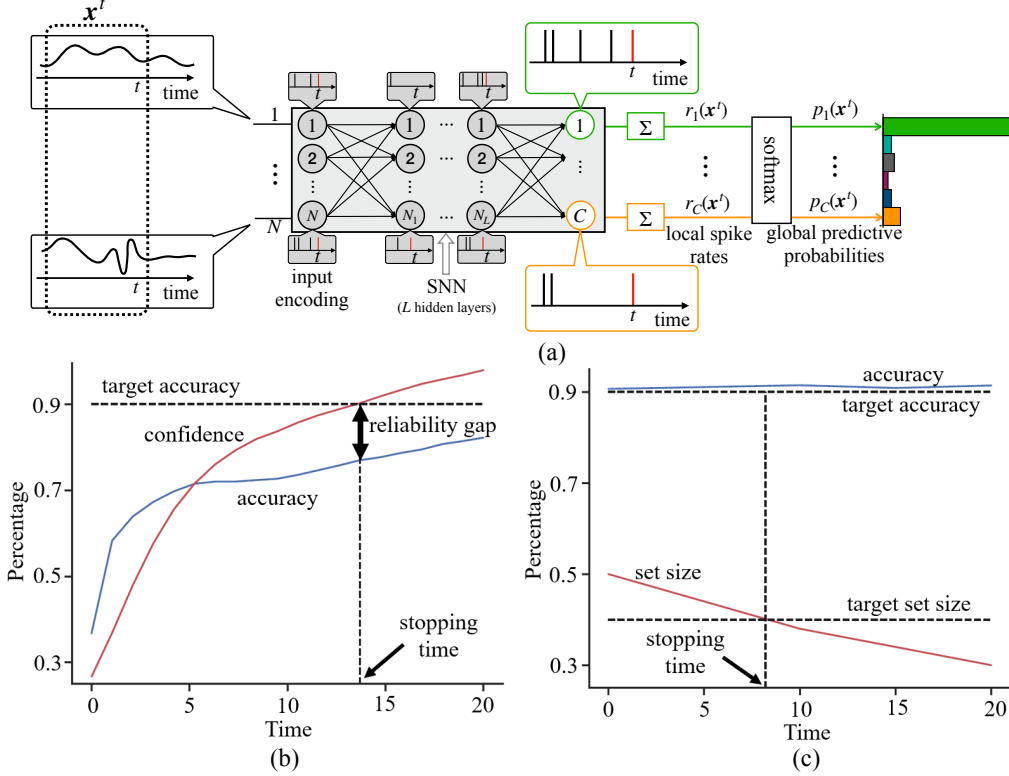 x^t
t
time
t
time
1
⋮
N
t
t
t
1
1
...
1
1
2
2
...
2
⋮
⋮
⋮
⋮
N
N_1
...
N_L
C
t
t
t
input
encoding
SNN
(L hidden layers)
t
time
t
time
Σ
Σ
r_1(x^t)
⋮
r_C(x^t)
local spike
rates
softmax
p_1(x^t)
⋮
p_C(x^t)
global predictive
probabilities
(a)
target accuracy
confidence
reliability gap
accuracy
stopping
time
Percentage
0.9
0.7
0.5
0.3
0
5
10
15
20
Time
(b)
accuracy
target accuracy
set size
target set size
stopping
time
Percentage
0.9
0.7
0.5
0.3
0
5
10
15
20
Time
(c)